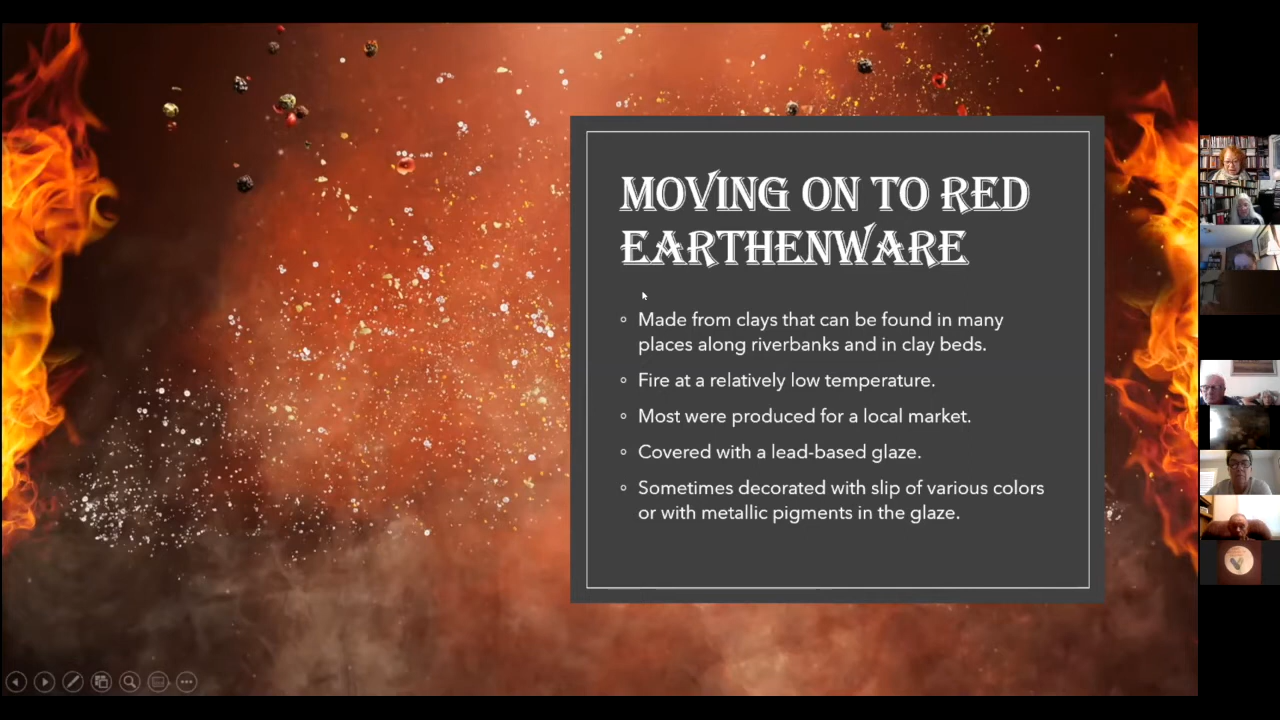 MOVING ON TO RED
EARTHENWARE
◦ Made from clays that can be found in many
places along riverbanks and in clay beds.
◦ Fire at a relatively low temperature.
◦ Most were produced for a local market.
◦ Covered with a lead-based glaze.
◦ Sometimes decorated with slip of various colors
or with metallic pigments in the glaze.